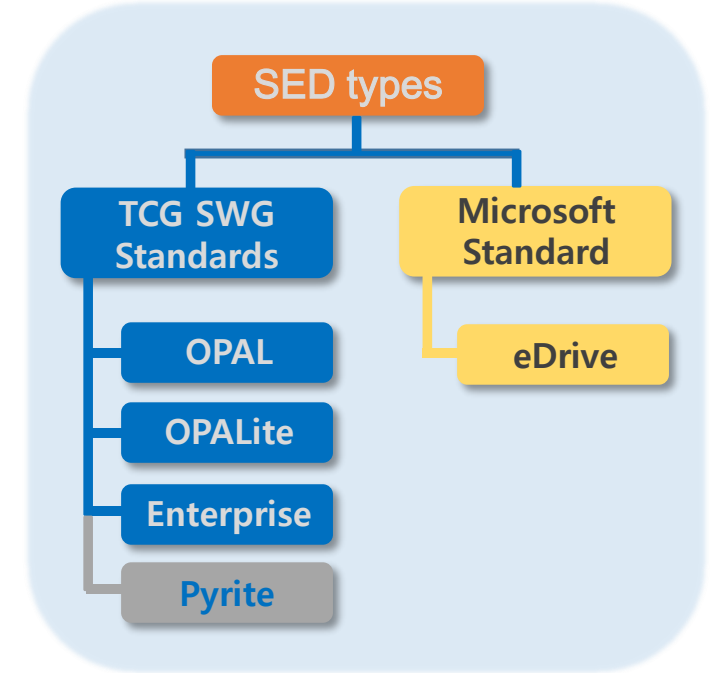 SED types
TCG SWG
Standards
OPAL
OPALite
Enterprise
Pyrite
Microsoft
Standard
eDrive